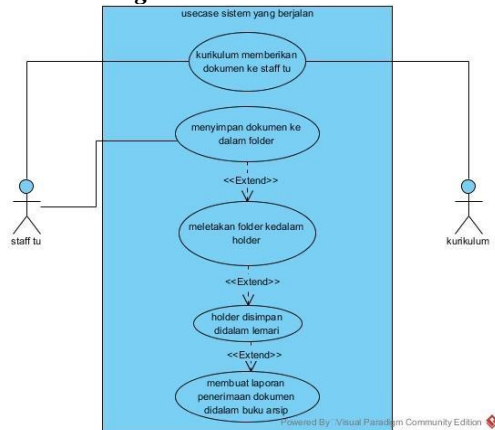 usecase sistem yang berjalan
kurikulum memberikan
dokumen ke staff tu
menyimpan dokumen ke
dalam folder
<<Extend>>
staff tu
kurikulum
meletakan folder kedalam
holder
<<Extend>>
holder disimpan
didalam lemari
<<Extend>>
membuat laporan
penerimaan dokumen
didalam buku arsip
Powered By Visual Paradigm Community Edition